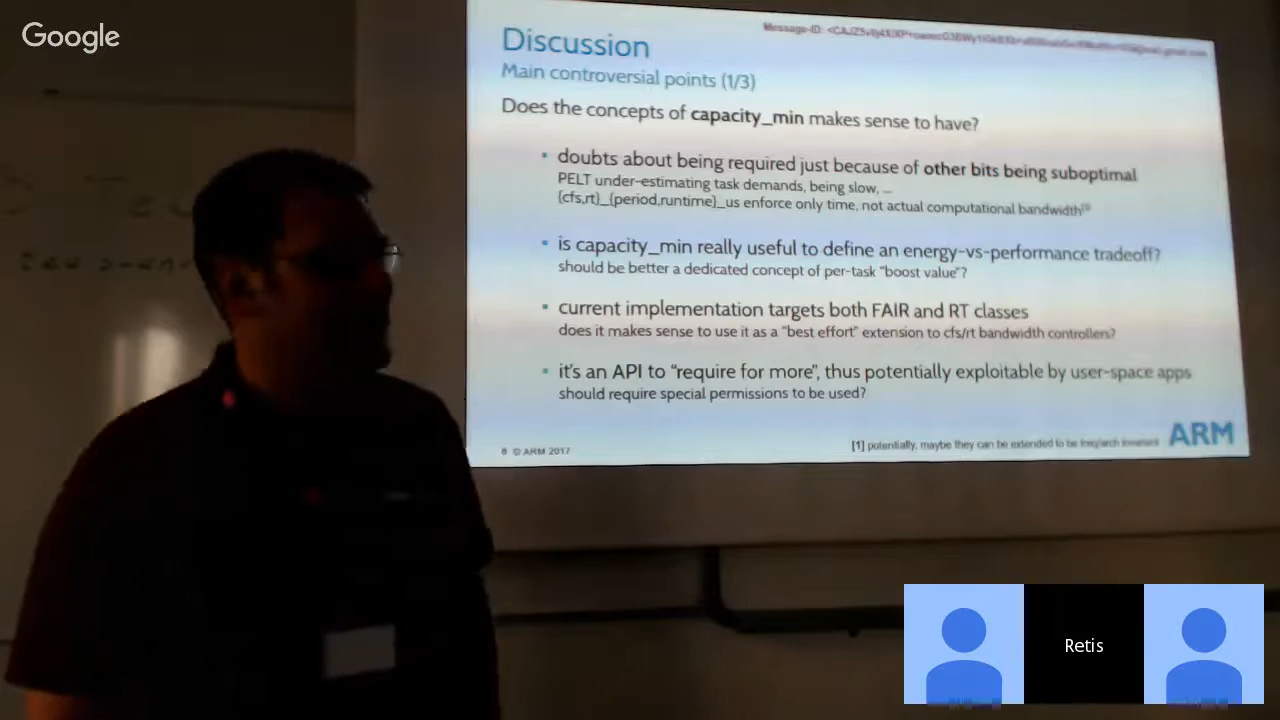 Google
Message-ID:
Discussion
Main controversial points (1/3)
Does the concepts of capacity_min makes sense to have?
• doubts about being required just because of other bits being suboptimal
PELT under-estimating task demands, being slow, ...
{cfs,rt}_{period,runtime}_us enforce only time, not actual computational bandwidth[1]
• is capacity_min really useful to define an energy-vs-performance tradeoff?
should be better a dedicated concept of per-task "boost value"?
• current implementation targets both FAIR and RT classes
does it makes sense to use it as a "best effort" extension to cfs/rt bandwidth controllers?
• it's an API to "require for more", thus potentially exploitable by user-space apps
should require special permissions to be used?
8 © ARM 2017
[1] potentially, maybe they can be extended to be freq/arch invariant
ARM
Retis